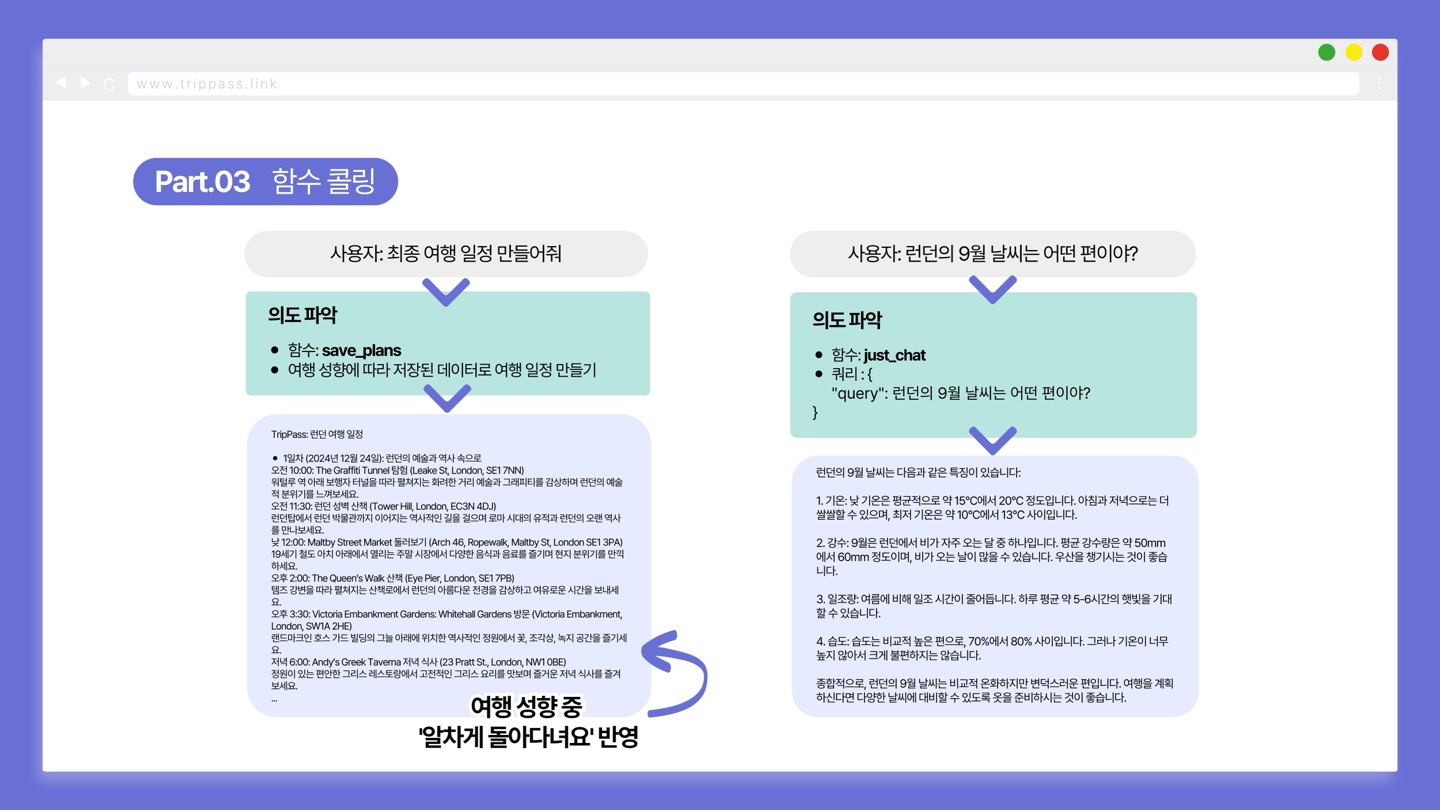 www.trippass.link
Part.03 함수 콜링
사용자: 최종 여행 일정 만들어줘
의도 파악
● 함수: save_plans
● 여행 성향에 따라 저장된 데이터로 여행 일정 만들기
TripPass: 런던 여행 일정
● 1일차 (2024년 12월 24일): 런던의 예술과 역사 속으로
오전 10:00: The Graffiti Tunnel 탐험 (Leake St, London, SE1 7NN)
워털루 역 아래 보행자 터널을 따라 펼쳐지는 화려한 거리 예술과 그래피티를 감상하며 런던의 예술
적 분위기를 느껴보세요.
오전 11:30: 런던 성벽 산책 (Tower Hill, London, EC3N 4DJ)
런던탑에서 런던 박물관까지 이어지는 역사적인 길을 걸으며 로마 시대의 유적과 런던의 오랜 역사
를 만나보세요.
낮 12:00: Maltby Street Market 둘러보기 (Arch 46, Ropewalk, Maltby St, London SE1 3PA)
19세기 철도 아치 아래에서 열리는 주말 시장에서 다양한 음식과 음료를 즐기며 현지 분위기를 만끽
하세요.
오후 2:00: The Queen's Walk 산책 (Eye Pier, London, SE1 7PB)
템즈 강변을 따라 펼쳐지는 산책로에서 런던의 아름다운 전경을 감상하고 여유로운 시간을 보내세
요.
오후 3:30: Victoria Embankment Gardens: Whitehall Gardens 방문 (Victoria Embankment,
London, SW1A 2HE)
랜드마크인 호스 가드 빌딩의 그늘 아래에 위치한 역사적인 정원에서 꽃, 조각상, 녹지 공간을 즐기세
요.
저녁 6:00: Andy's Greek Taverna 저녁 식사 (23 Pratt St., London, NW1 0BE)
정원이 있는 편안한 그리스 레스토랑에서 고전적인 그리스 요리를 맛보며 즐거운 저녁 식사를 즐겨
보세요.
...
여행 성향 중
'알차게 돌아다녀요' 반영
사용자: 런던의 9월 날씨는 어떤 편이야?
의도 파악
● 함수: just_chat
● 쿼리 : {
"query": 런던의 9월 날씨는 어떤 편이야?
}
런던의 9월 날씨는 다음과 같은 특징이 있습니다:
1. 기온: 낮 기온은 평균적으로 약 15°C에서 20°C 정도입니다. 아침과 저녁으로는 더
쌀쌀할 수 있으며, 최저 기온은 약 10°C에서 13°C 사이입니다.
2. 강수: 9월은 런던에서 비가 자주 오는 달 중 하나입니다. 평균 강수량은 약 50mm
에서 60mm 정도이며, 비가 오는 날이 많을 수 있습니다. 우산을 챙기시는 것이 좋습
니다.
3. 일조량: 여름에 비해 일조 시간이 줄어듭니다. 하루 평균 약 5-6시간의 햇빛을 기대
할 수 있습니다.
4. 습도: 습도는 비교적 높은 편으로, 70%에서 80% 사이입니다. 그러나 기온이 너무
높지 않아서 크게 불편하지는 않습니다.
종합적으로, 런던의 9월 날씨는 비교적 온화하지만 변덕스러운 편입니다. 여행을 계획
하신다면 다양한 날씨에 대비할 수 있도록 옷을 준비하시는 것이 좋습니다.